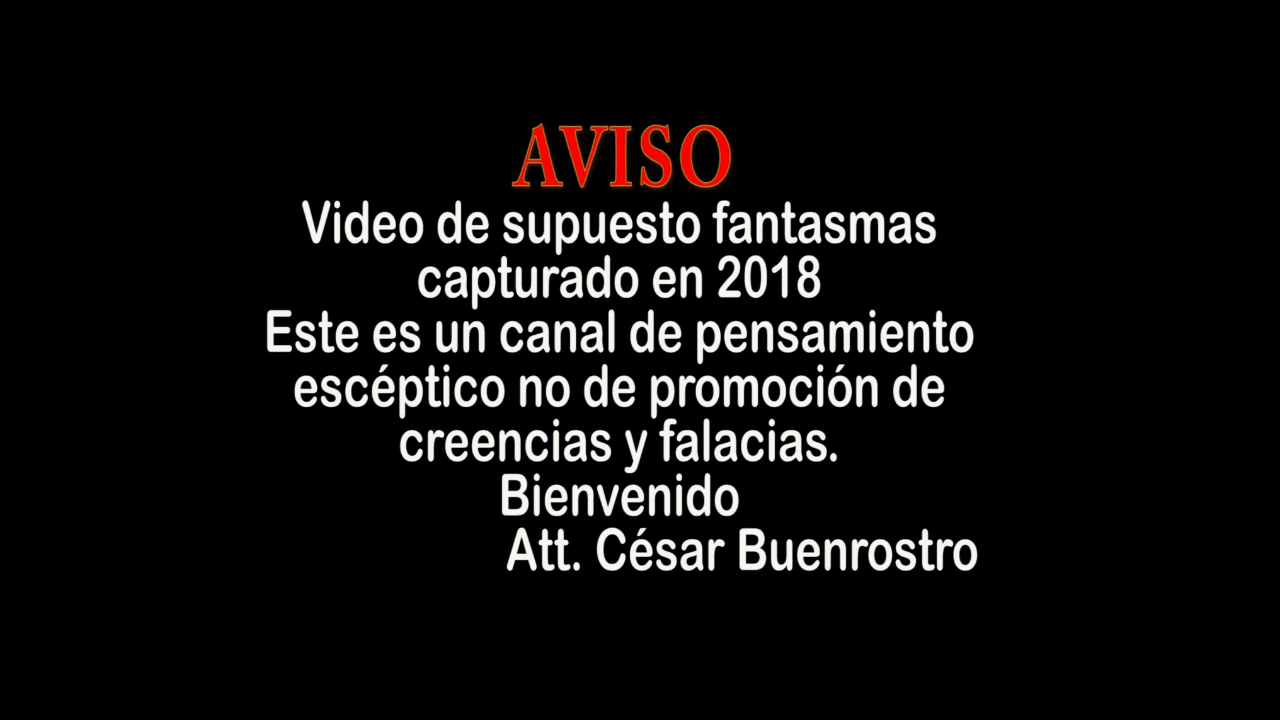 AVISO
Video de supuesto fantasmas
capturado en 2018
Este es un canal de pensamiento
escéptico no de promoción de
creencias y falacias.
Bienvenido
Att. César Buenrostro